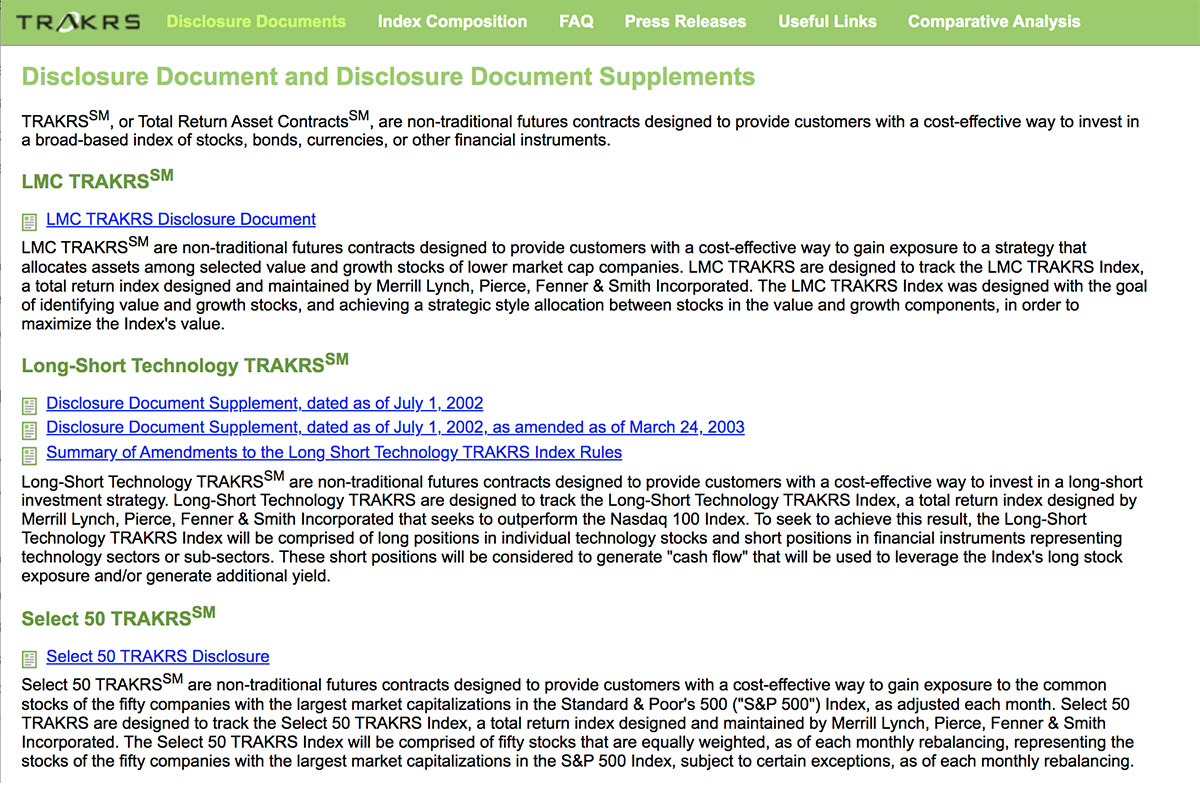 TRAKRS Disclosure Documents Index Composition FAQ Press Releases Useful Links Comparative Analysis
Disclosure Document and Disclosure Document Supplements
TRAKRSSM, or Total Return Asset ContractsSM, are non-traditional futures contracts designed to provide customers with a cost-effective way to invest in
a broad-based index of stocks, bonds, currencies, or other financial instruments.
LMC TRAKRSSM
LMC TRAKRS Disclosure Document
LMC TRAKRSSM are non-traditional futures contracts designed to provide customers with a cost-effective way to gain exposure to a strategy that
allocates assets among selected value and growth stocks of lower market cap companies. LMC TRAKRS are designed to track the LMC TRAKRS Index,
a total return index designed and maintained by Merrill Lynch, Pierce, Fenner & Smith Incorporated. The LMC TRAKRS Index was designed with the goal
of identifying value and growth stocks, and achieving a strategic style allocation between stocks in the value and growth components, in order to
maximize the Index's value.
Long-Short Technology TRAKRSSM
Disclosure Document Supplement, dated as of July 1, 2002
Disclosure Document Supplement, dated as of July 1, 2002, as amended as of March 24, 2003
Summary of Amendments to the Long Short Technology TRAKRS Index Rules
Long-Short Technology TRAKRSSM are non-traditional futures contracts designed to provide customers with a cost-effective way to invest in a long-short
investment strategy. Long-Short Technology TRAKRS are designed to track the Long-Short Technology TRAKRS Index, a total return index designed by
Merrill Lynch, Pierce, Fenner & Smith Incorporated that seeks to outperform the Nasdaq 100 Index. To seek to achieve this result, the Long-Short
Technology TRAKRS Index will be comprised of long positions in individual technology stocks and short positions in financial instruments representing
technology sectors or sub-sectors. These short positions will be considered to generate "cash flow" that will be used to leverage the Index's long stock
exposure and/or generate additional yield.
Select 50 TRAKRSSM
Select 50 TRAKRS Disclosure
Select 50 TRAKRSSM are non-traditional futures contracts designed to provide customers with a cost-effective way to gain exposure to the common
stocks of the fifty companies with the largest market capitalizations in the Standard & Poor's 500 ("S&P 500") Index, as adjusted each month. Select 50
TRAKRS are designed to track the Select 50 TRAKRS Index, a total return index designed and maintained by Merrill Lynch, Pierce, Fenner & Smith
Incorporated. The Select 50 TRAKRS Index will be comprised of fifty stocks that are equally weighted, as of each monthly rebalancing, representing the
stocks of the fifty companies with the largest market capitalizations in the S&P 500 Index, subject to certain exceptions, as of each monthly rebalancing.